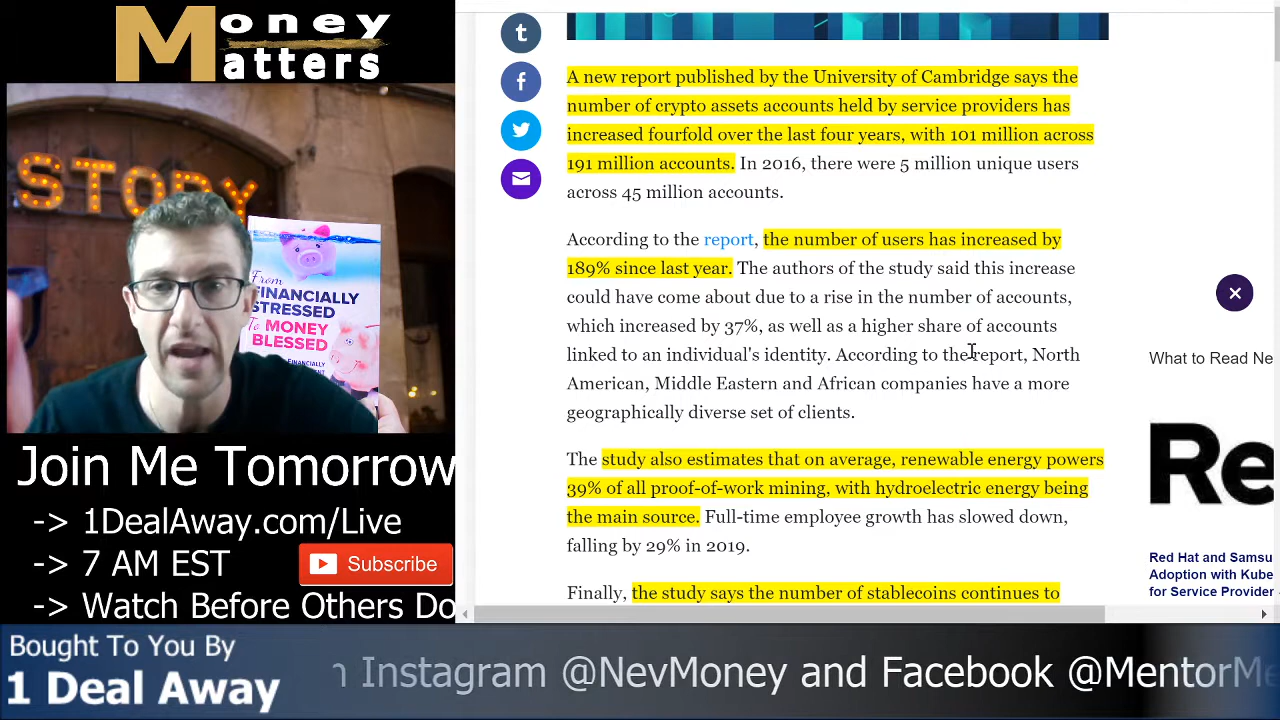 Money
Matters
STORY
From
FINANCIALLY
STRESSED
To MONEY
BLESSED
Join Me Tomorrow
-> 1DealAway.com/Live
-> 7 AM EST
Subscribe
-> Watch Before Others Do
t
f
A new report published by the University of Cambridge says the
number of crypto assets accounts held by service providers has
increased fourfold over the last four years, with 101 million across
191 million accounts. In 2016, there were 5 million unique users
across 45 million accounts.
According to the report, the number of users has increased by
189% since last year. The authors of the study said this increase
could have come about due to a rise in the number of accounts,
which increased by 37%, as well as a higher share of accounts
linked to an individual's identity. According to the report, North
American, Middle Eastern and African companies have a more
geographically diverse set of clients.
The study also estimates that on average, renewable energy powers
39% of all proof-of-work mining, with hydroelectric energy being
the main source. Full-time employee growth has slowed down,
falling by 29% in 2019.
Finally, the study says the number of stablecoins continues to
What to Read Ne
Re
Red Hat and Samsu
Adoption with Kube
for Service Provider
Bought To You By
1 Deal Away
n Instagram @NevMoney and Facebook @MentorMe